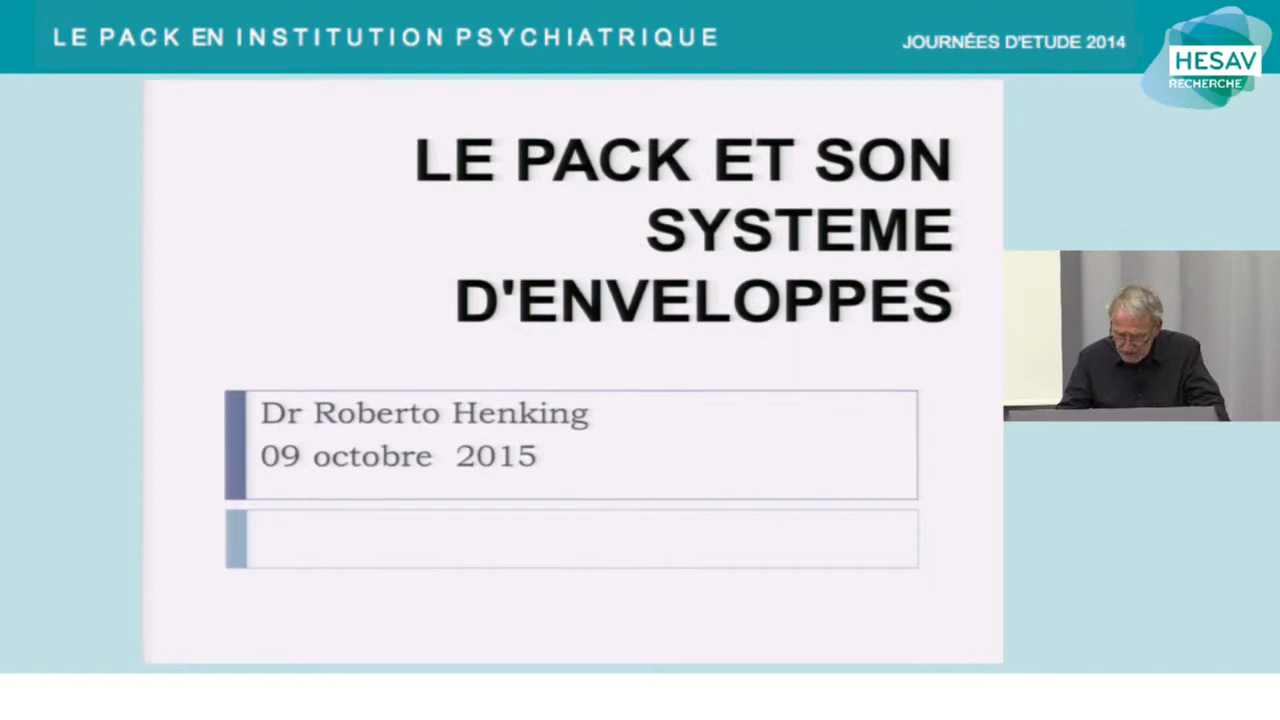 LE PACK EN INSTITUTION PSYCHIATRIQUE
JOURNÉES D'ETUDE 2014
HESAV
RECHERCHE
LE PACK ET SON
SYSTEME
D'ENVELOPPES
Dr Roberto Henking
09 octobre 2015